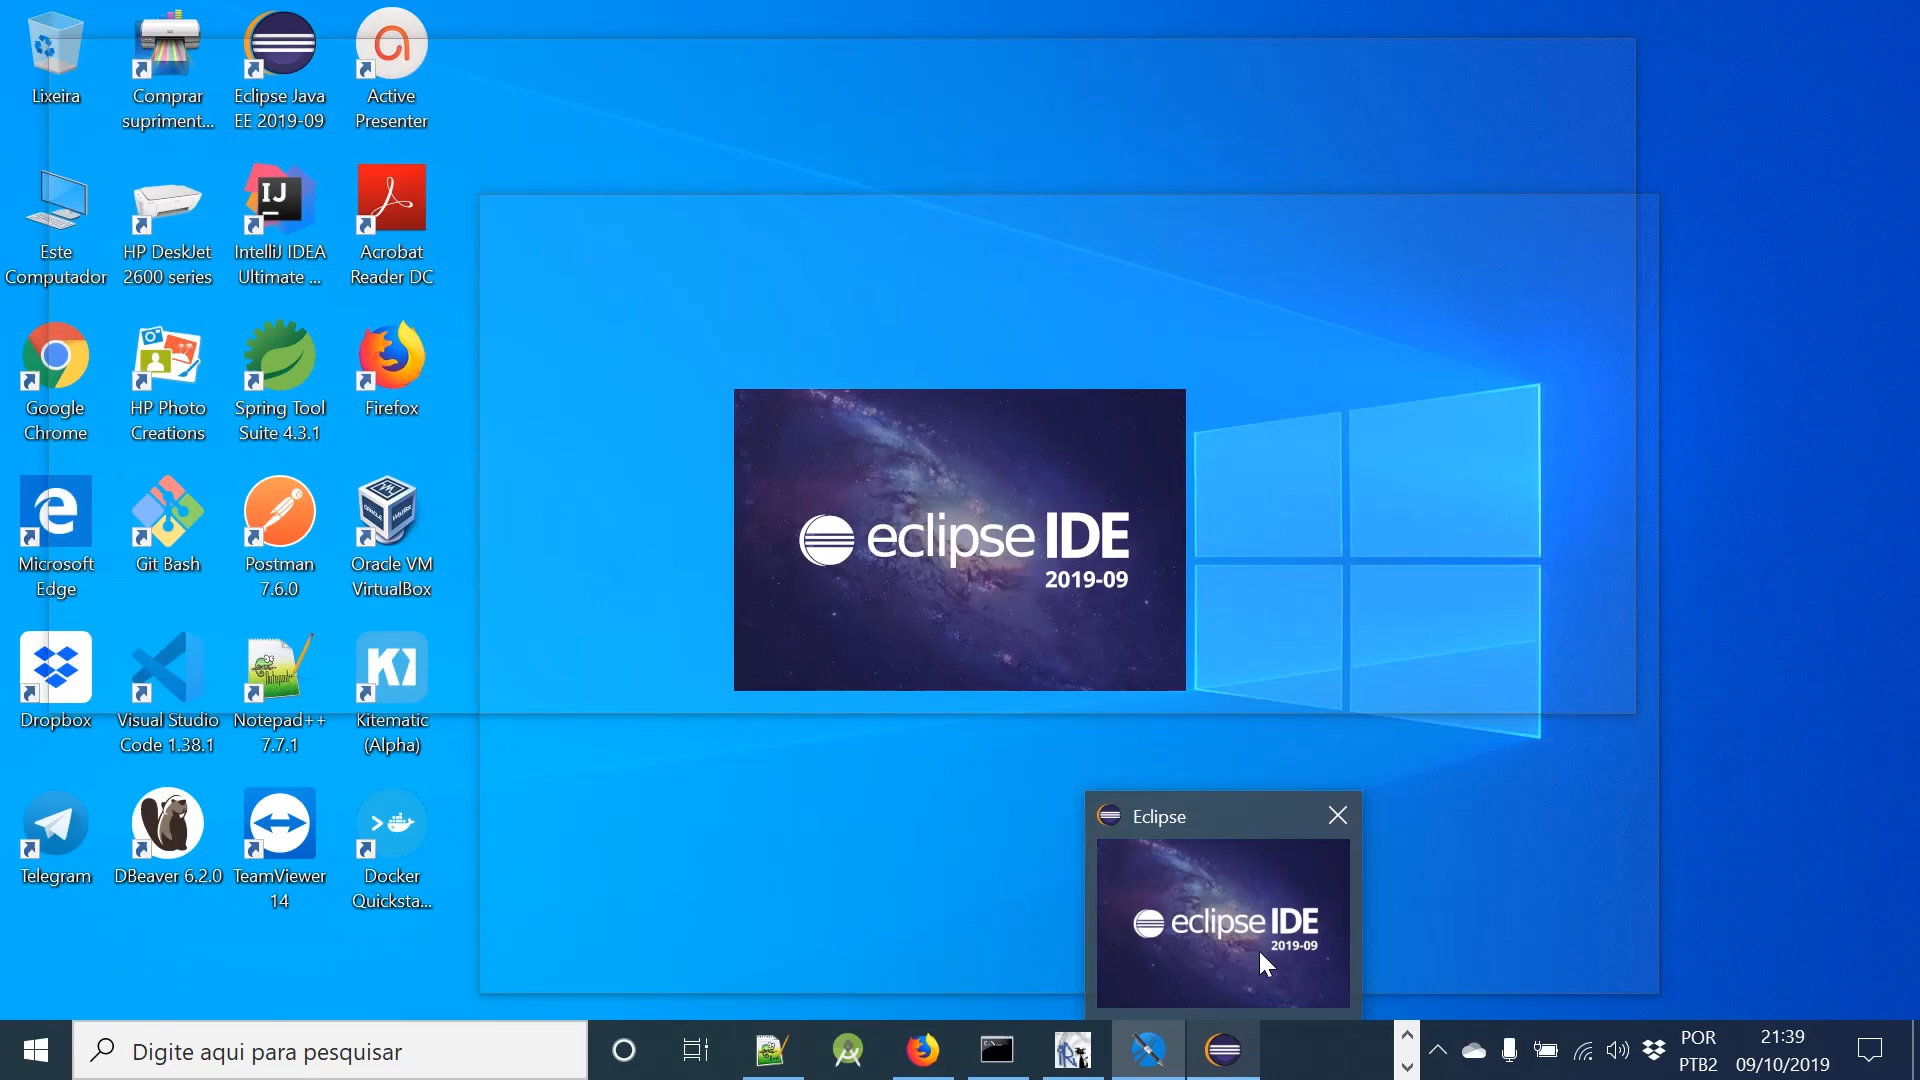 Lixeira
Comprar
supriment...
Eclipse Java
EE 2019-09
Active
Presenter
Este
Computador
HP DeskJet
2600 series
IJ
IntelliJ IDEA
Ultimate ...
Acrobat
Reader DC
Google
Chrome
HP Photo
Creations
Spring Tool
Suite 4.3.1
Firefox
Microsoft
Edge
Git Bash
Postman
7.6.0
Oracle VM
VirtualBox
eclipse IDE
2019-09
Dropbox
Visual Studio
Code 1.38.1
Notepad++
7.7.1
Kitematic
(Alpha)
Telegram
DBeaver 6.2.0
TeamViewer
14
Docker
Quicksta...
Eclipse
eclipse IDE
2019-09
Digite aqui para pesquisar
POR
PTB2
21:39
09/10/2019